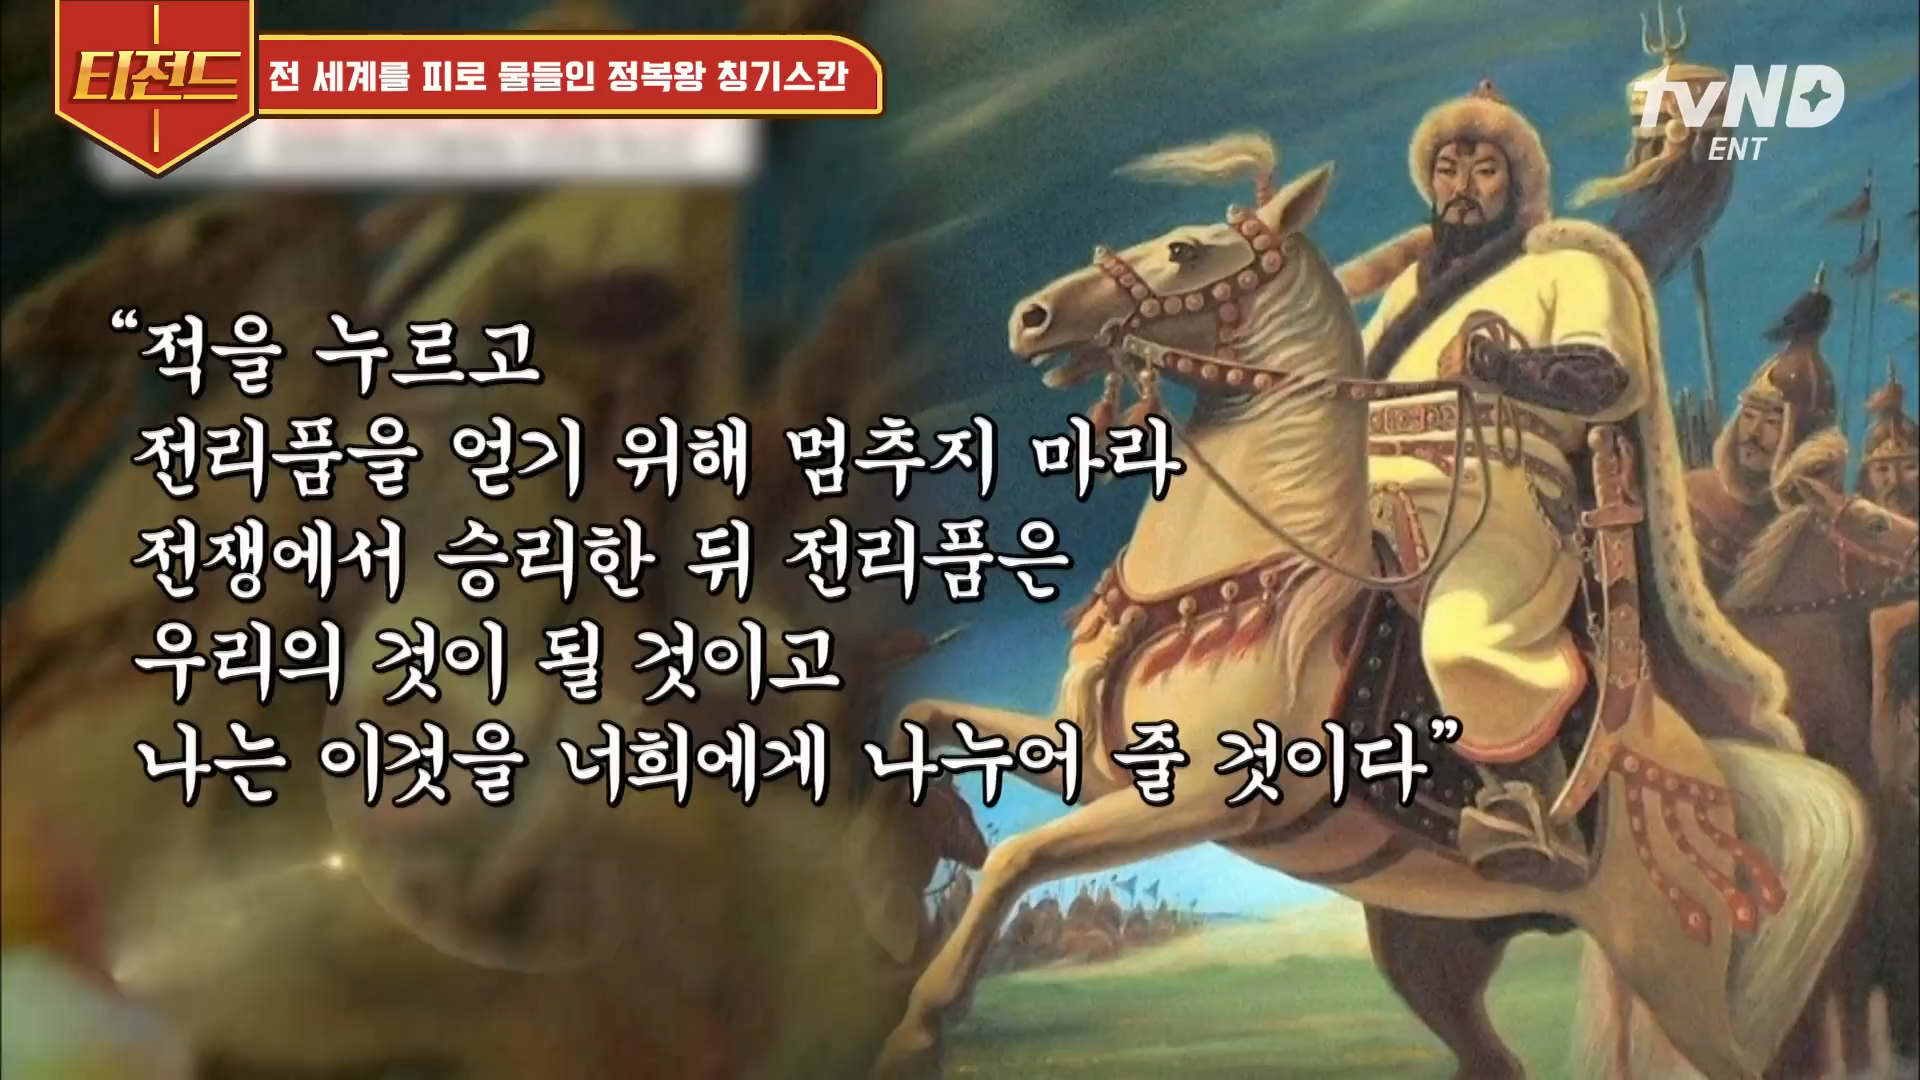 티전드
전 세계를 피로 물들인 정복왕 칭기스칸
tvND
ENT
“적을 누르고
전리품을 얻기 위해 멈추지 마라
전쟁에서 승리한 뒤 전리품은
우리의 것이 될 것이고
나는 이것을 너희에게 나누어 줄 것이다”